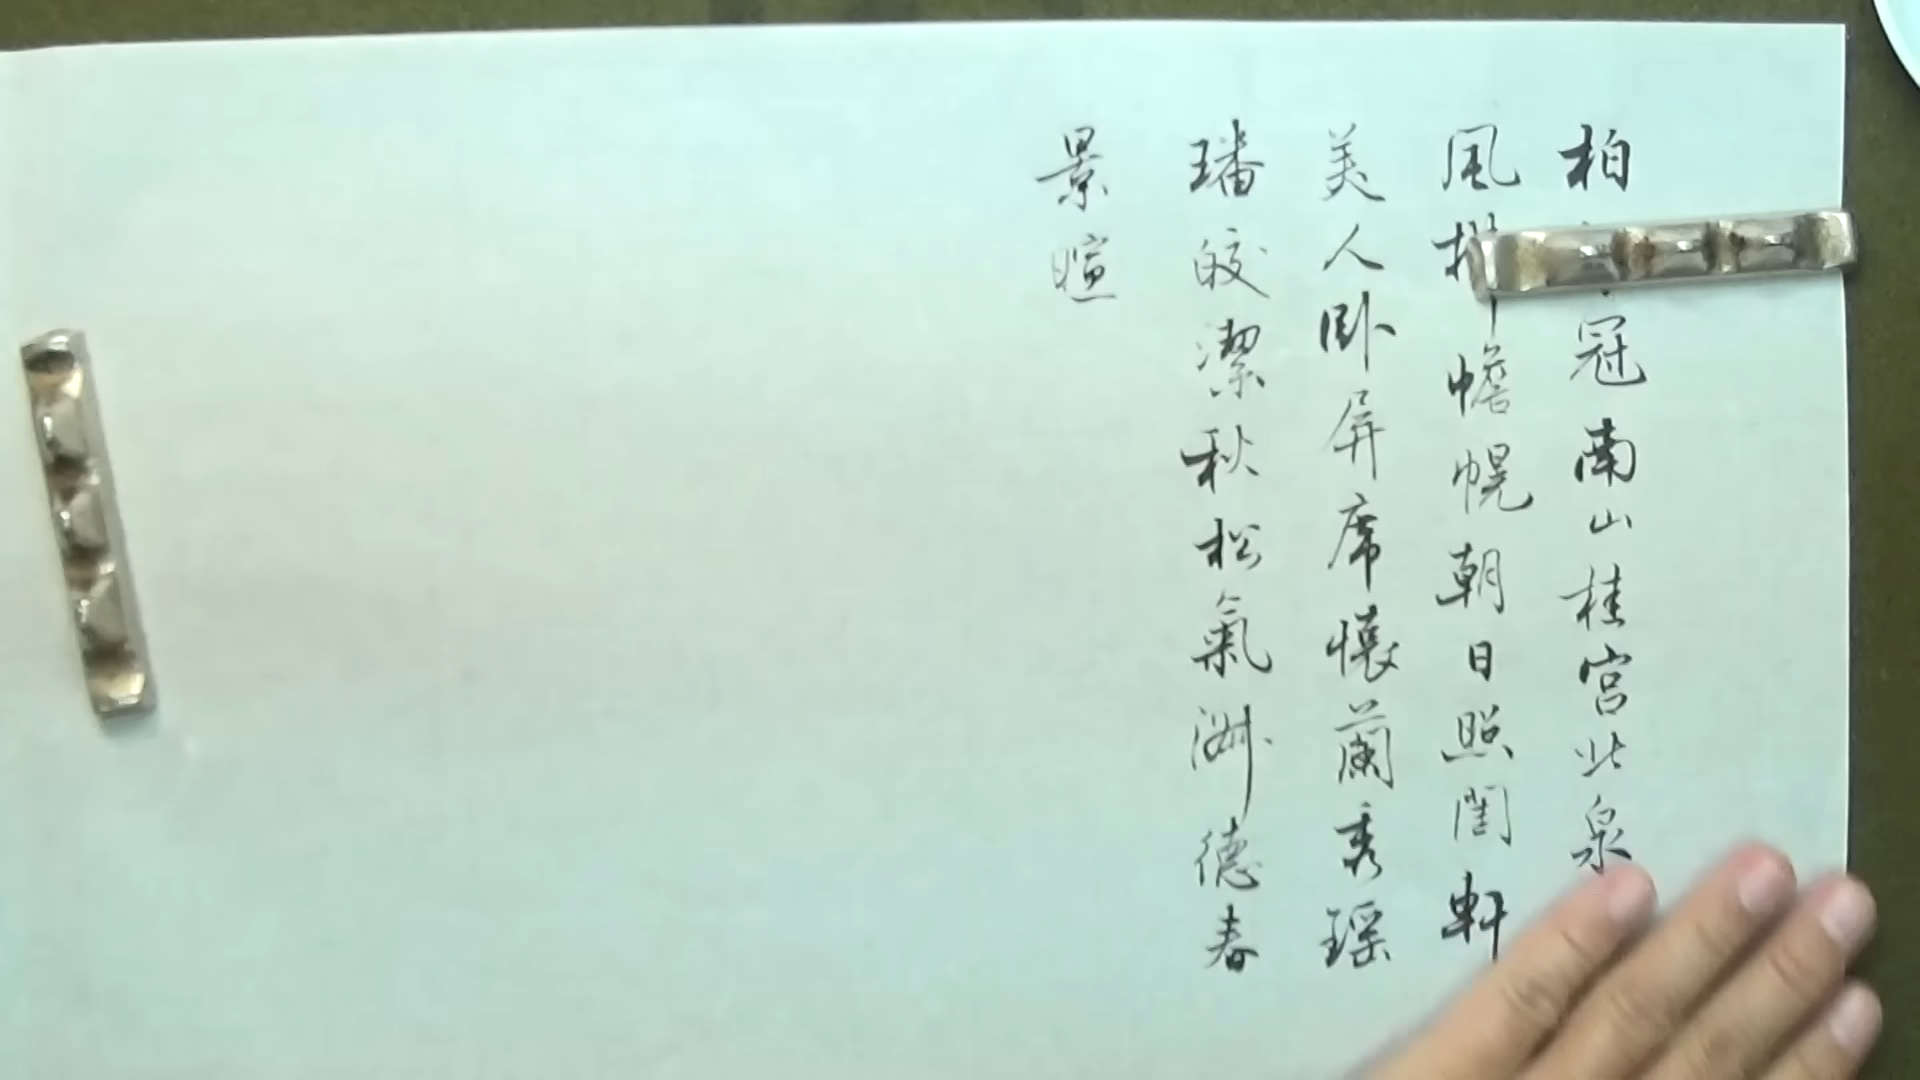 柏冠南山桂宮北泉
風幨幌朝日照閨軒
美人卧屏席懷蘭秀瑶
璠皎潔秋松氣淑德春
景暄